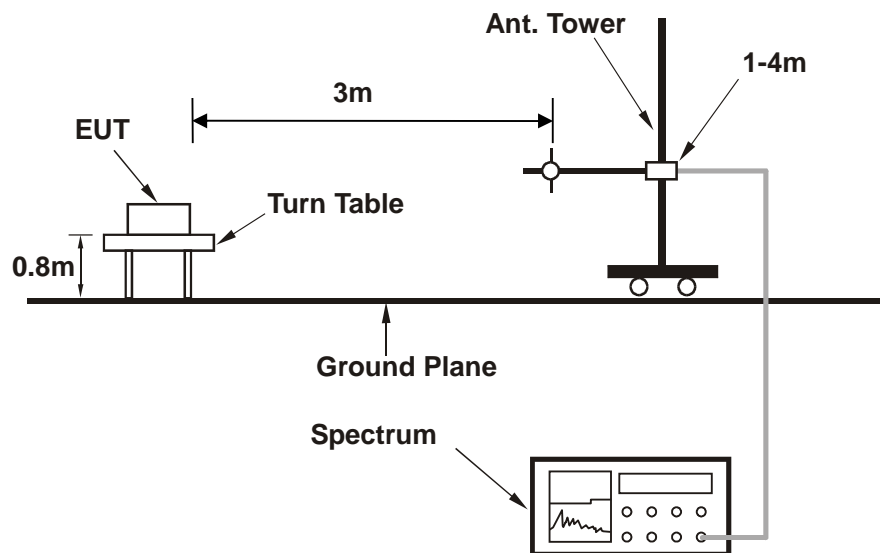 Ant. Tower
1-4m
3m
EUT
Turn Table
0.8m
Ground Plane
Spectrum